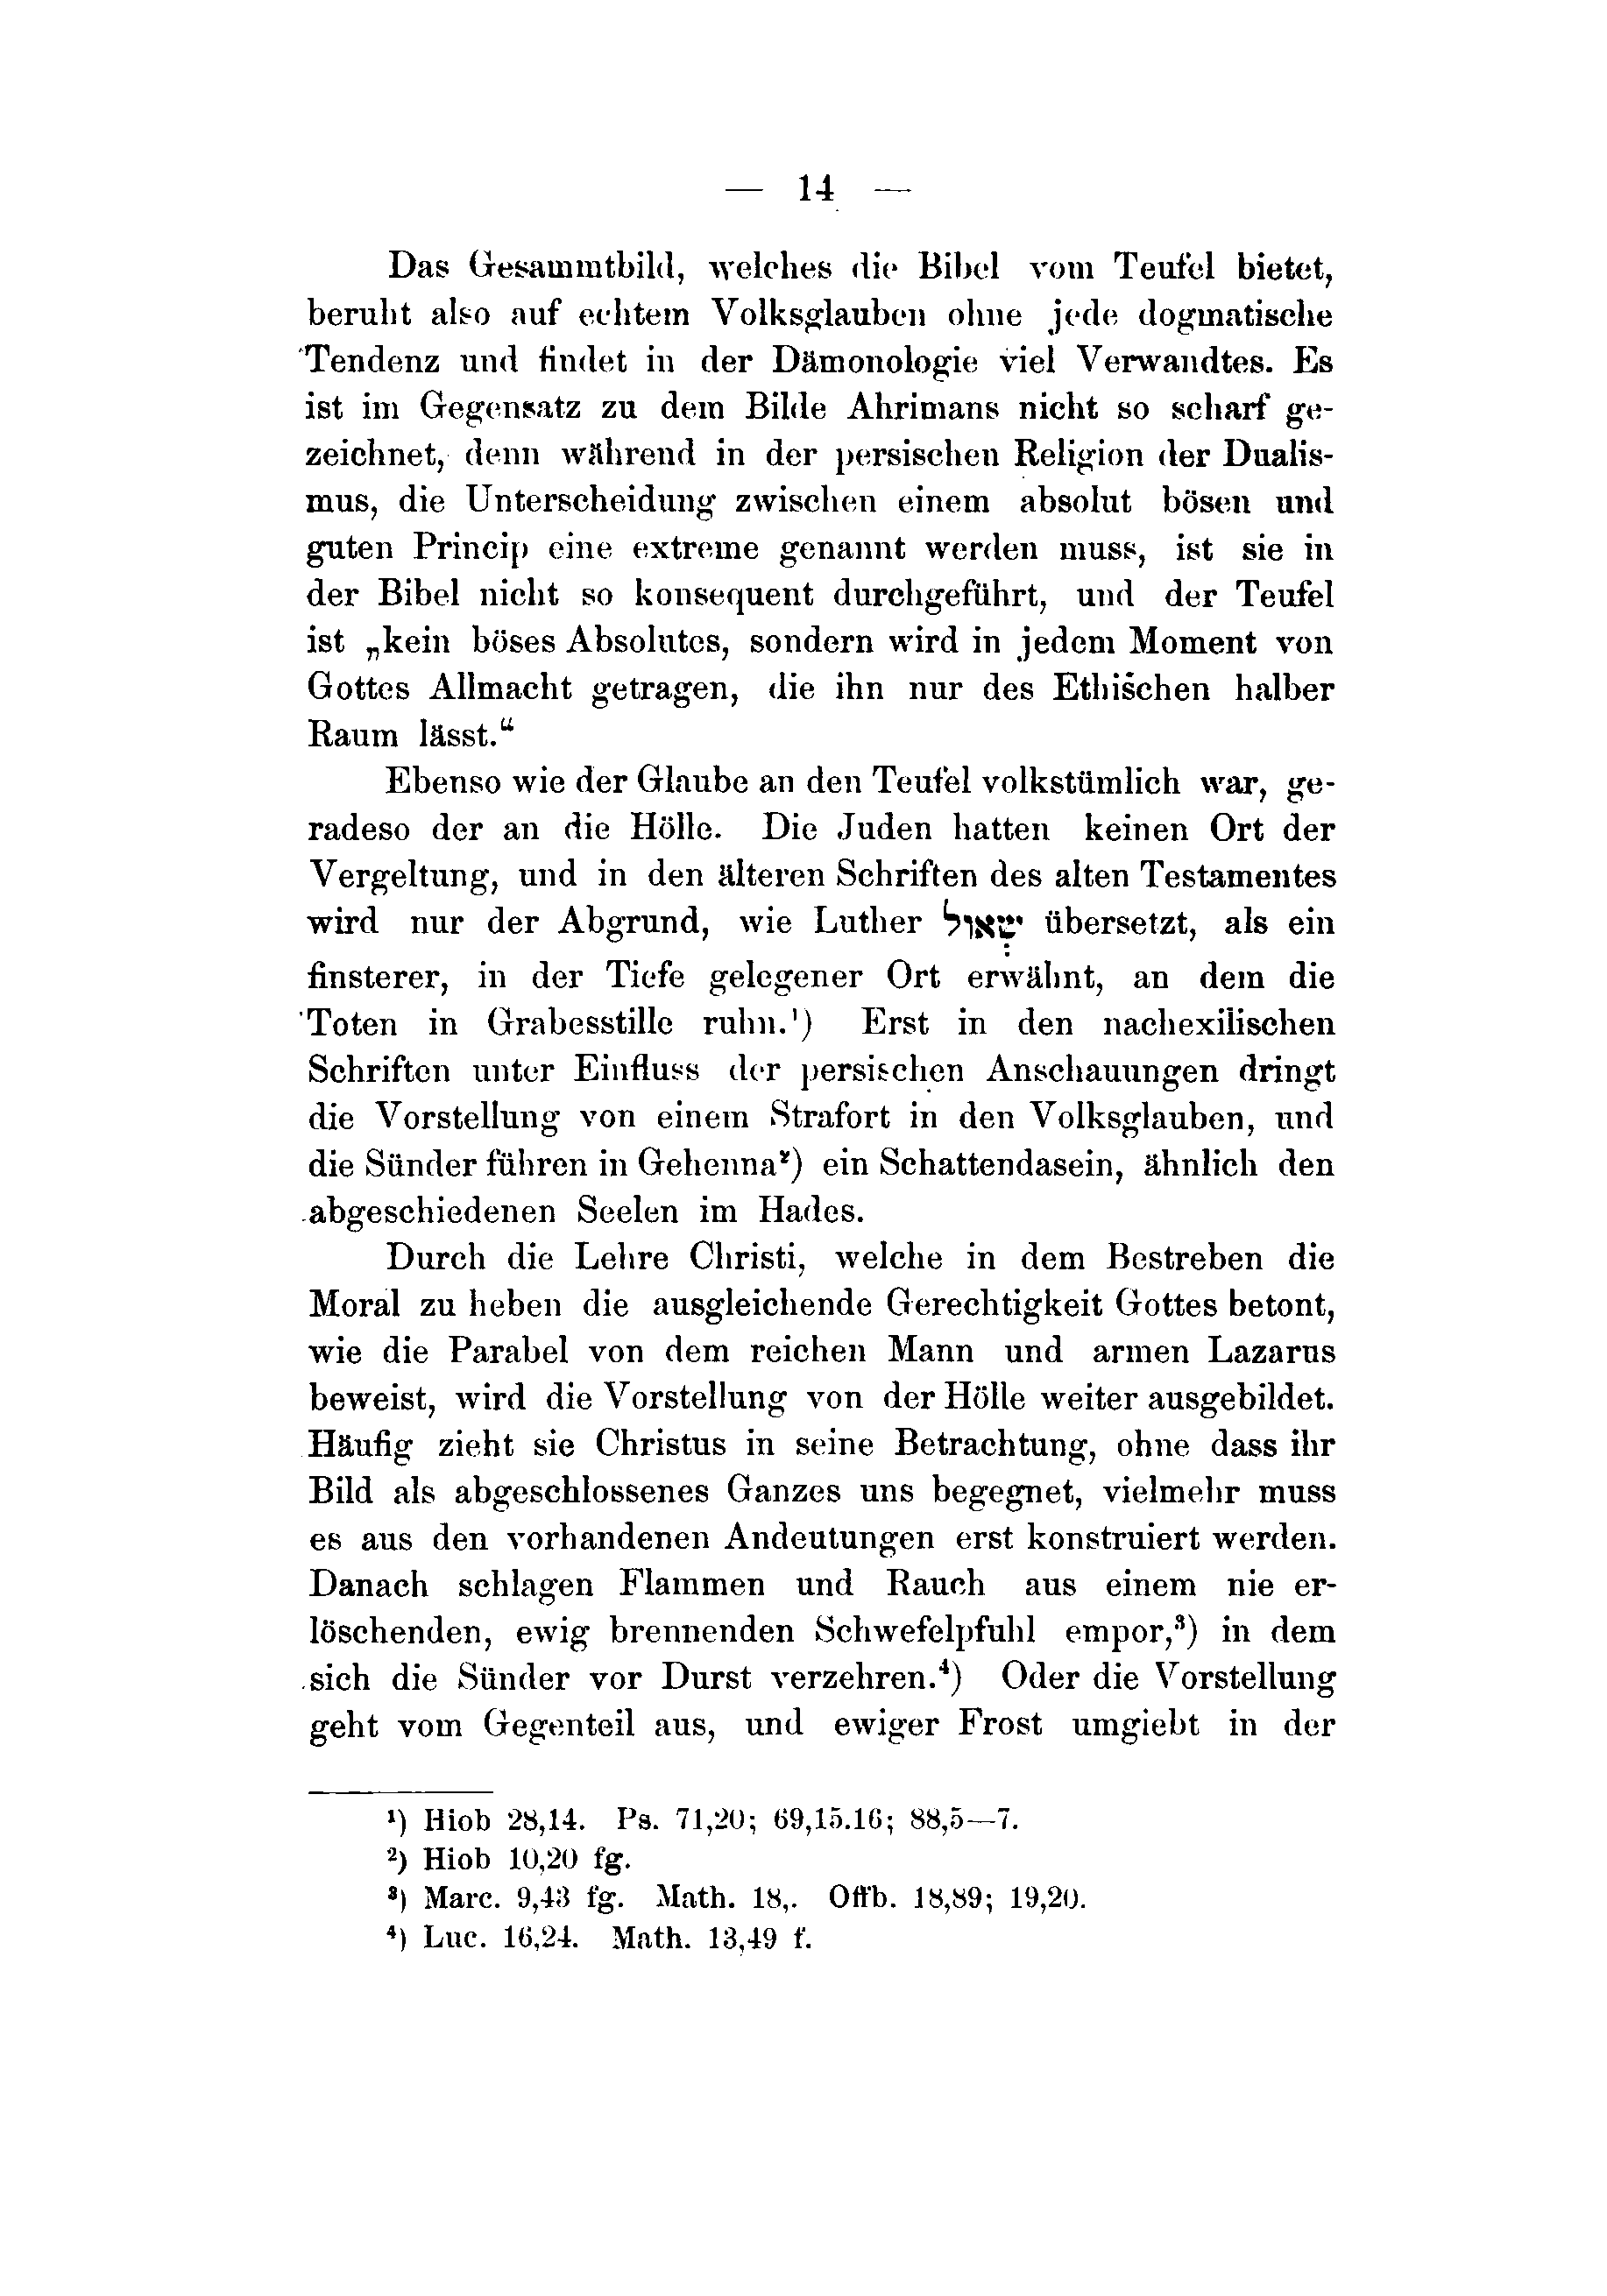 — 14 —
Das Gesammtbild, welches die Bibel vom Teufel bietet,
beruht also auf echtem Volksglauben ohne jede dogmatische
Tendenz und findet in der Dämonologie viel Verwandtes. Es
ist im Gegensatz zu dem Bilde Ahrimans nicht so scharf ge-
zeichnet, denn während in der persischen Religion der Dualis-
mus, die Unterscheidung zwischen einem absolut bösen und
guten Princip eine extreme genannt werden muss, ist sie in
der Bibel nicht so konsequent durchgeführt, und der Teufel
ist „kein böses Absolutes, sondern wird in jedem Moment von
Gottes Allmacht getragen, die ihn nur des Ethischen halber
Raum lässt.“
Ebenso wie der Glaube an den Teufel volkstümlich war, ge-
radeso der an die Hölle. Die Juden hatten keinen Ort der
Vergeltung, und in den älteren Schriften des alten Testamentes
wird nur der Abgrund, wie Luther שְׁאוֹל übersetzt, als ein
finsterer, in der Tiefe gelegener Ort erwähnt, an dem die
Toten in Grabesstille ruhn.¹) Erst in den nachexilischen
Schriften unter Einfluss der persischen Anschauungen dringt
die Vorstellung von einem Strafort in den Volksglauben, und
die Sünder führen in Gehenna²) ein Schattendasein, ähnlich den
abgeschiedenen Seelen im Hades.
Durch die Lehre Christi, welche in dem Bestreben die
Moral zu heben die ausgleichende Gerechtigkeit Gottes betont,
wie die Parabel von dem reichen Mann und armen Lazarus
beweist, wird die Vorstellung von der Hölle weiter ausgebildet.
Häufig zieht sie Christus in seine Betrachtung, ohne dass ihr
Bild als abgeschlossenes Ganzes uns begegnet, vielmehr muss
es aus den vorhandenen Andeutungen erst konstruiert werden.
Danach schlagen Flammen und Rauch aus einem nie er-
löschenden, ewig brennenden Schwefelpfuhl empor,³) in dem
sich die Sünder vor Durst verzehren.⁴) Oder die Vorstellung
geht vom Gegenteil aus, und ewiger Frost umgiebt in der
¹) Hiob 28,14. Ps. 71,20; 69,15.16; 88,5—7.
²) Hiob 10,20 fg.
³) Marc. 9,43 fg. Math. 18,. Offb. 18,89; 19,20.
⁴) Luc. 16,24. Math. 13,49 f.